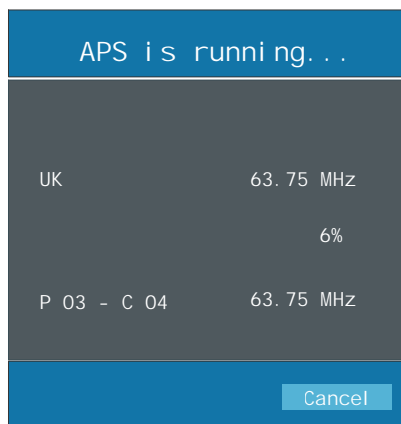 APS is running...
UK 63.75 MHz
6%
P 03 - C 04 63.75 MHz
Cancel